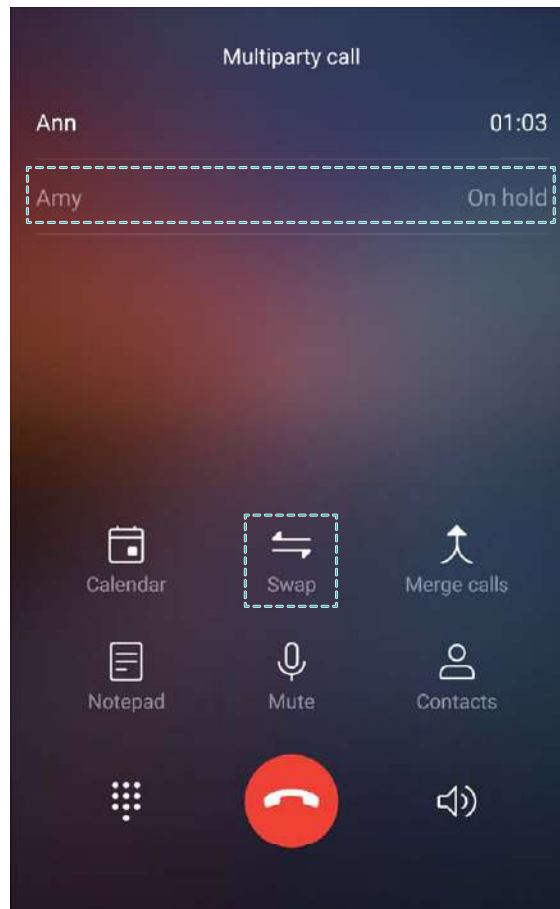 Multiparty call
Ann 01:03
Amy On hold
Calendar Swap Merge calls
Notepad Mute Contacts